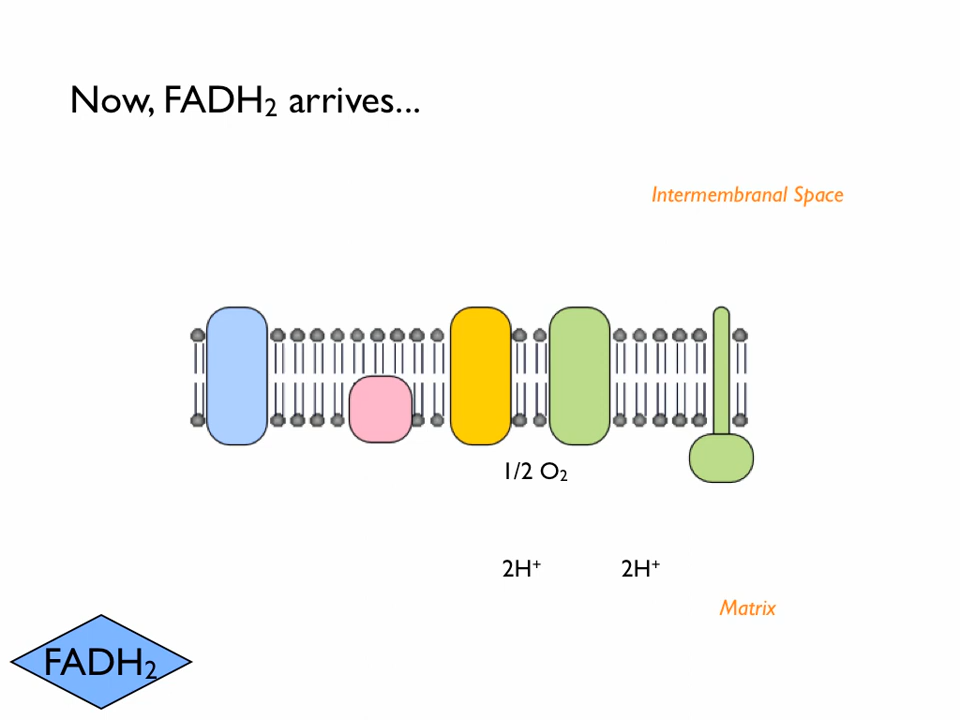 Now, FADH₂ arrives...
Intermembranal Space
1/2 O₂
2H⁺ 2H⁺
Matrix
FADH₂